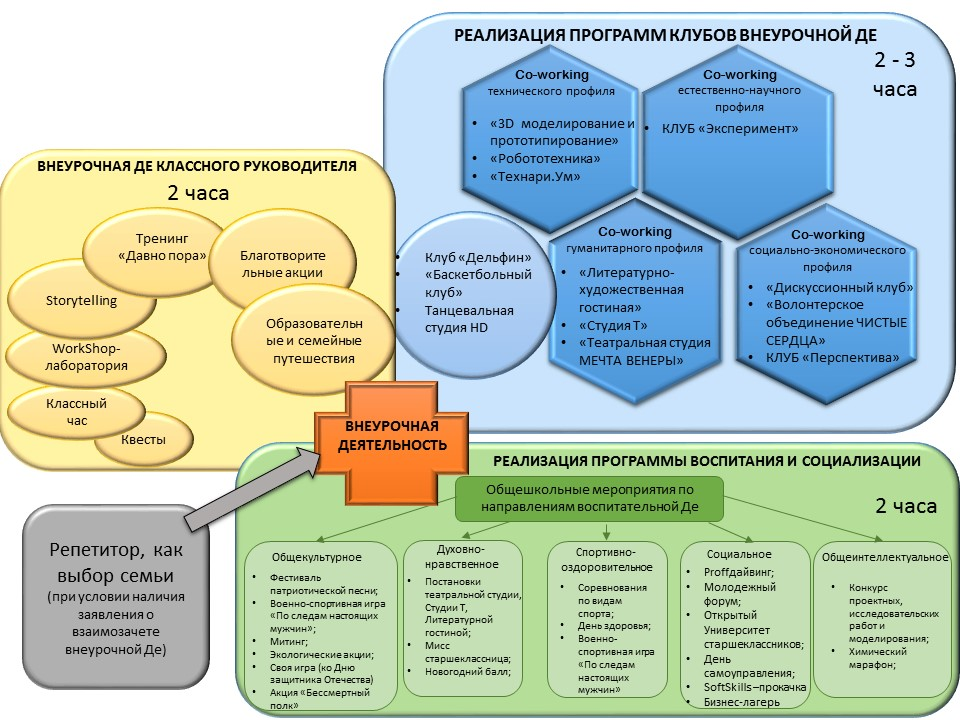 РЕАЛИЗАЦИЯ ПРОГРАММ КЛУБОВ ВНЕУРОЧНОЙ ДЕ
2 - 3
часа
Co-working
технического профиля
• «3D моделирование и
прототипирование»
• «Робототехника»
• «Технари.Ум»
Co-working
естественно-научного
профиля
• КЛУБ «Эксперимент»
Co-working
гуманитарного профиля
• «Литературно-
художественная
гостиная»
• «Студия Т»
• «Театральная студия
МЕЧТА ВЕНЕРЫ»
Co-working
социально-экономического
профиля
• «Дискуссионный клуб»
• «Волонтерское
объединение ЧИСТЫЕ
СЕРДЦА»
• КЛУБ «Перспектива»
• Клуб «Дельфин»
• «Баскетбольный
клуб»
• Танцевальная
студия HD
ВНЕУРОЧНАЯ ДЕ КЛАССНОГО РУКОВОДИТЕЛЯ
2 часа
Тренинг
«Давно пора»
Благотворите
льные акции
Storytelling
Образовательн
ые и семейные
путешествия
WorkShop-
лаборатория
Классный
час
Квесты
ВНЕУРОЧНАЯ
ДЕЯТЕЛЬНОСТЬ
Репетитор, как
выбор семьи
(при условии наличия
заявления о
взаимозачете
внеурочной Де)
РЕАЛИЗАЦИЯ ПРОГРАММЫ ВОСПИТАНИЯ И СОЦИАЛИЗАЦИИ
2 часа
Общешкольные мероприятия по
направлениям воспитательной Де
Общекультурное
• Фестиваль
патриотической песни;
• Военно-спортивная игра
«По следам настоящих
мужчин»;
• Митинг;
• Экологические акции;
• Своя игра (ко Дню
защитника Отечества)
• Акция «Бессмертный
полк»
Духовно-
нравственное
• Постановки
театральной студии,
Студии Т,
Литературной
гостиной;
• Мисс
старшеклассница;
• Новогодний балл;
Спортивно-
оздоровительное
• Соревнования
по видам
спорта;
• День здоровья;
• Военно-
спортивная игра
«По следам
настоящих
мужчин»
Социальное
• Proffдайвинг;
• Молодежный
форум;
• Открытый
Университет
старшеклассников;
• День
самоуправления;
• SoftSkills–прокачка
• Бизнес-лагерь
Общеинтеллектуальное
• Конкурс
проектных,
исследовательских
работ и
моделирования;
• Химический
марафон;